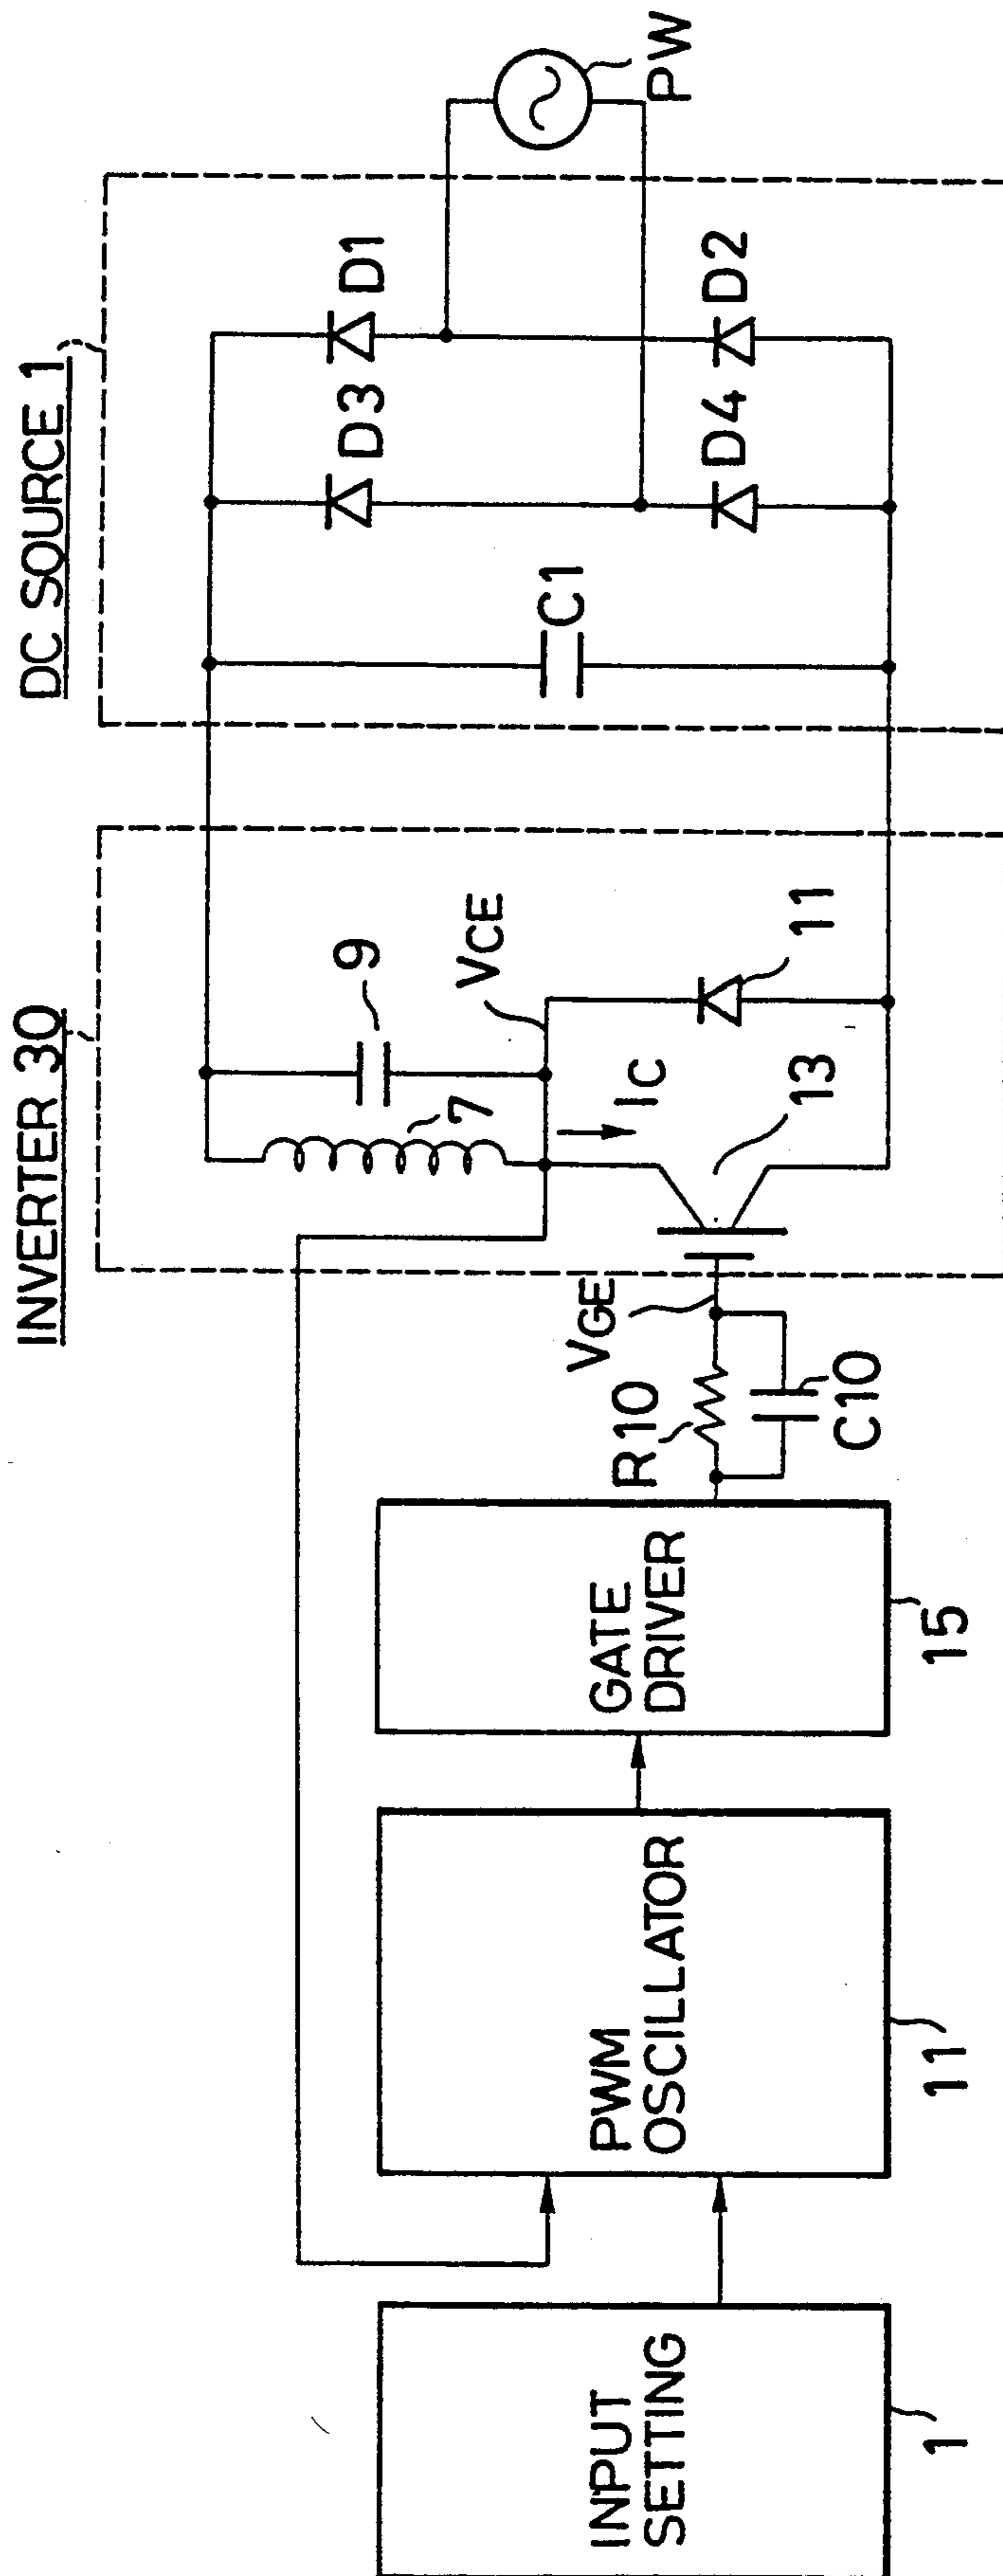 INVERTER 30
DC SOURCE 1
9
7
VCE
IC
11
13
VGE
R10
C10
C1
D3
D1
D4
D2
PW
INPUT
SETTING
1
PWM
OSCILLATOR
11
GATE
DRIVER
15